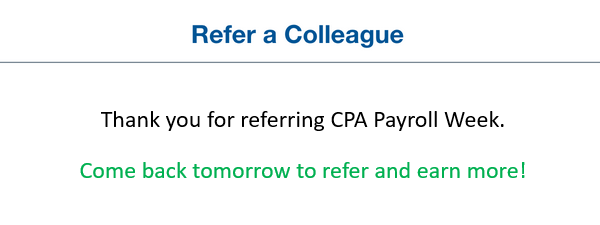 Refer a Colleague
Thank you for referring CPA Payroll Week.
Come back tomorrow to refer and earn more!